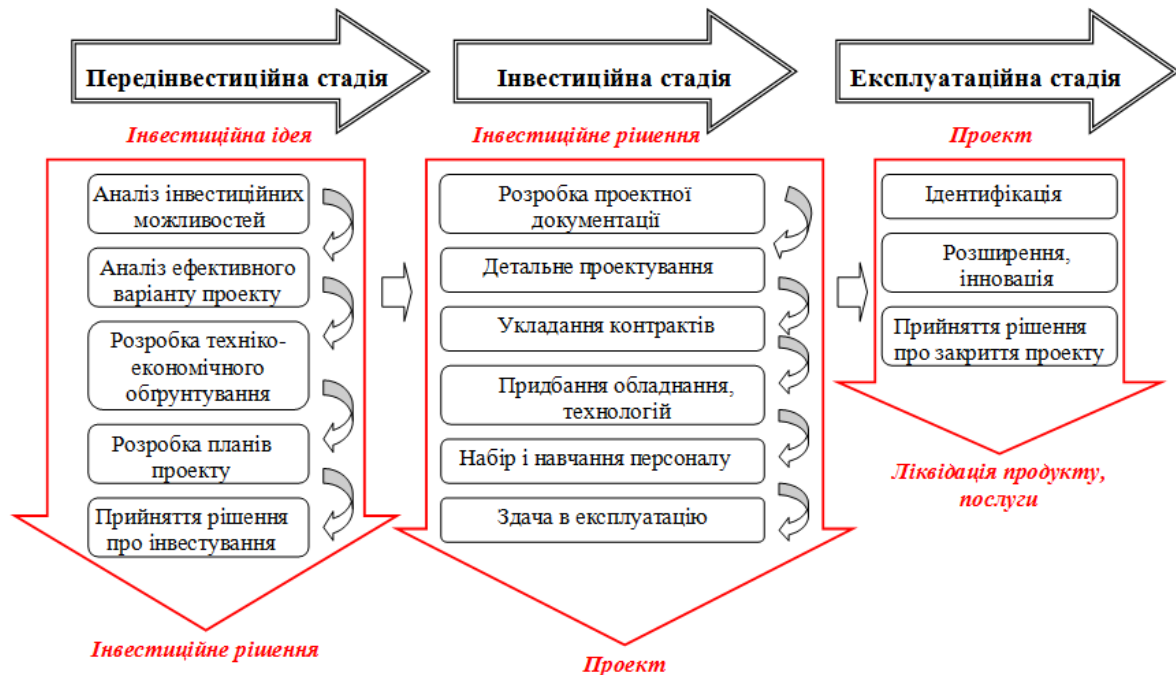 Передінвестиційна стадія
Інвестиційна стадія
Експлуатаційна стадія
Інвестиційна ідея
Аналіз інвестиційних
можливостей
Аналіз ефективного
варіанту проекту
Розробка техніко-
економічного
обґрунтування
Розробка планів
проекту
Прийняття рішення
про інвестування
Інвестиційне рішення
Інвестиційне рішення
Розробка проектної
документації
Детальне проектування
Укладання контрактів
Придбання обладнання,
технологій
Набір і навчання персоналу
Здача в експлуатацію
Проект
Проект
Ідентифікація
Розширення,
інновація
Прийняття рішення
про закриття проекту
Ліквідація продукту,
послуги